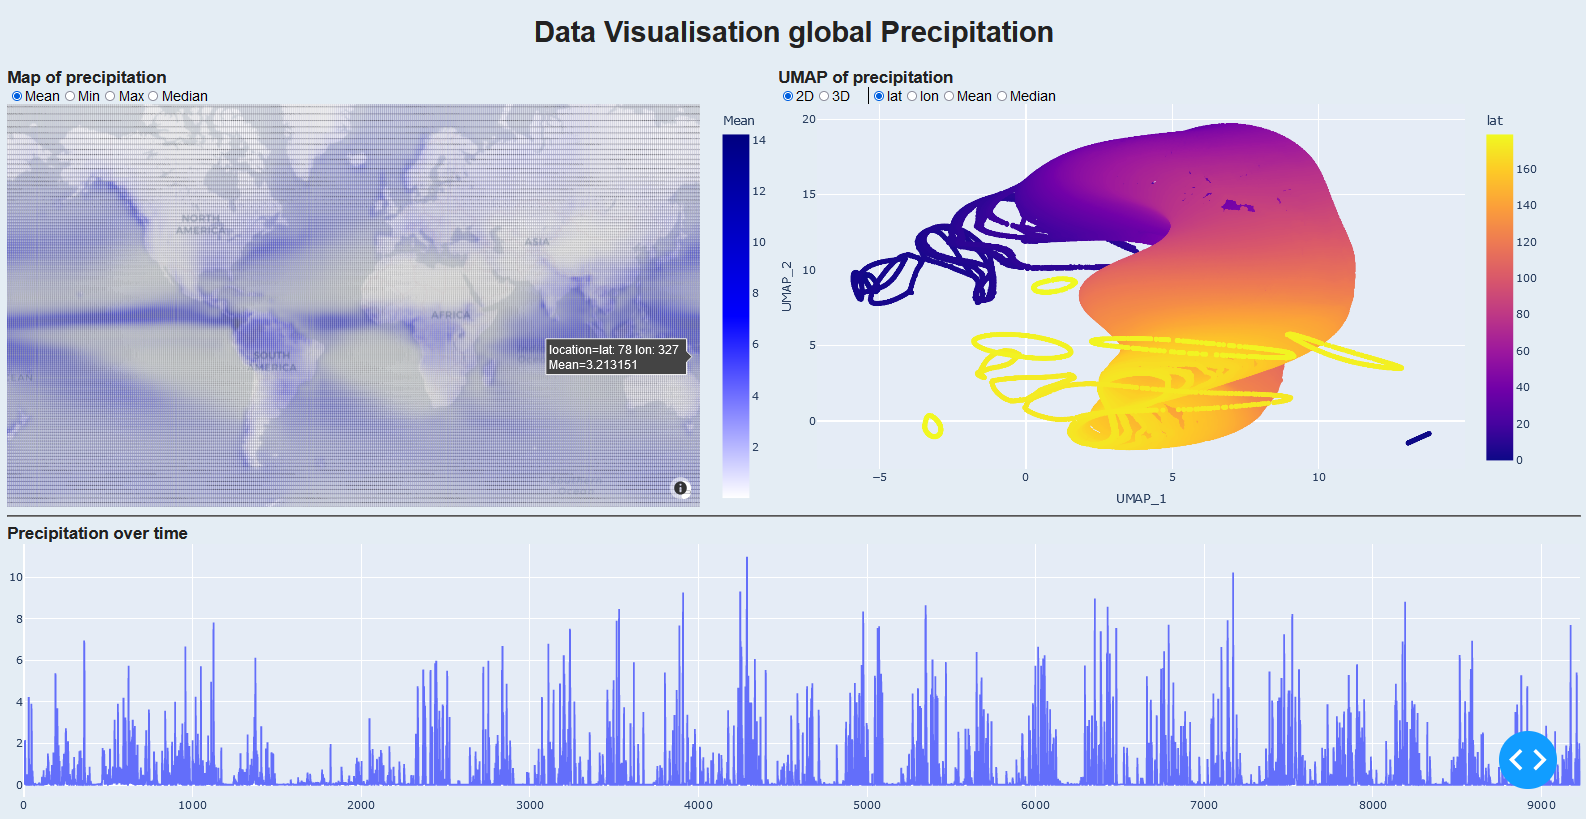 Data Visualisation global Precipitation
Map of precipitation
Mean Min Max Median
NORTH
AMERICA
ASIA
AFRICA
SOUTH
AMERICA
EAN
Southern
Ocean
location=lat: 78 lon: 327
Mean=3.213151
Mean
14
12
10
8
6
4
2
UMAP of precipitation
2D 3D | lat lon Mean Median
20
15
10
5
0
UMAP_2
−5 0 5 10
UMAP_1
lat
160
140
120
100
80
60
40
20
0
Precipitation over time
10
8
6
4
2
0
0 1000 2000 3000 4000 5000 6000 7000 8000 9000